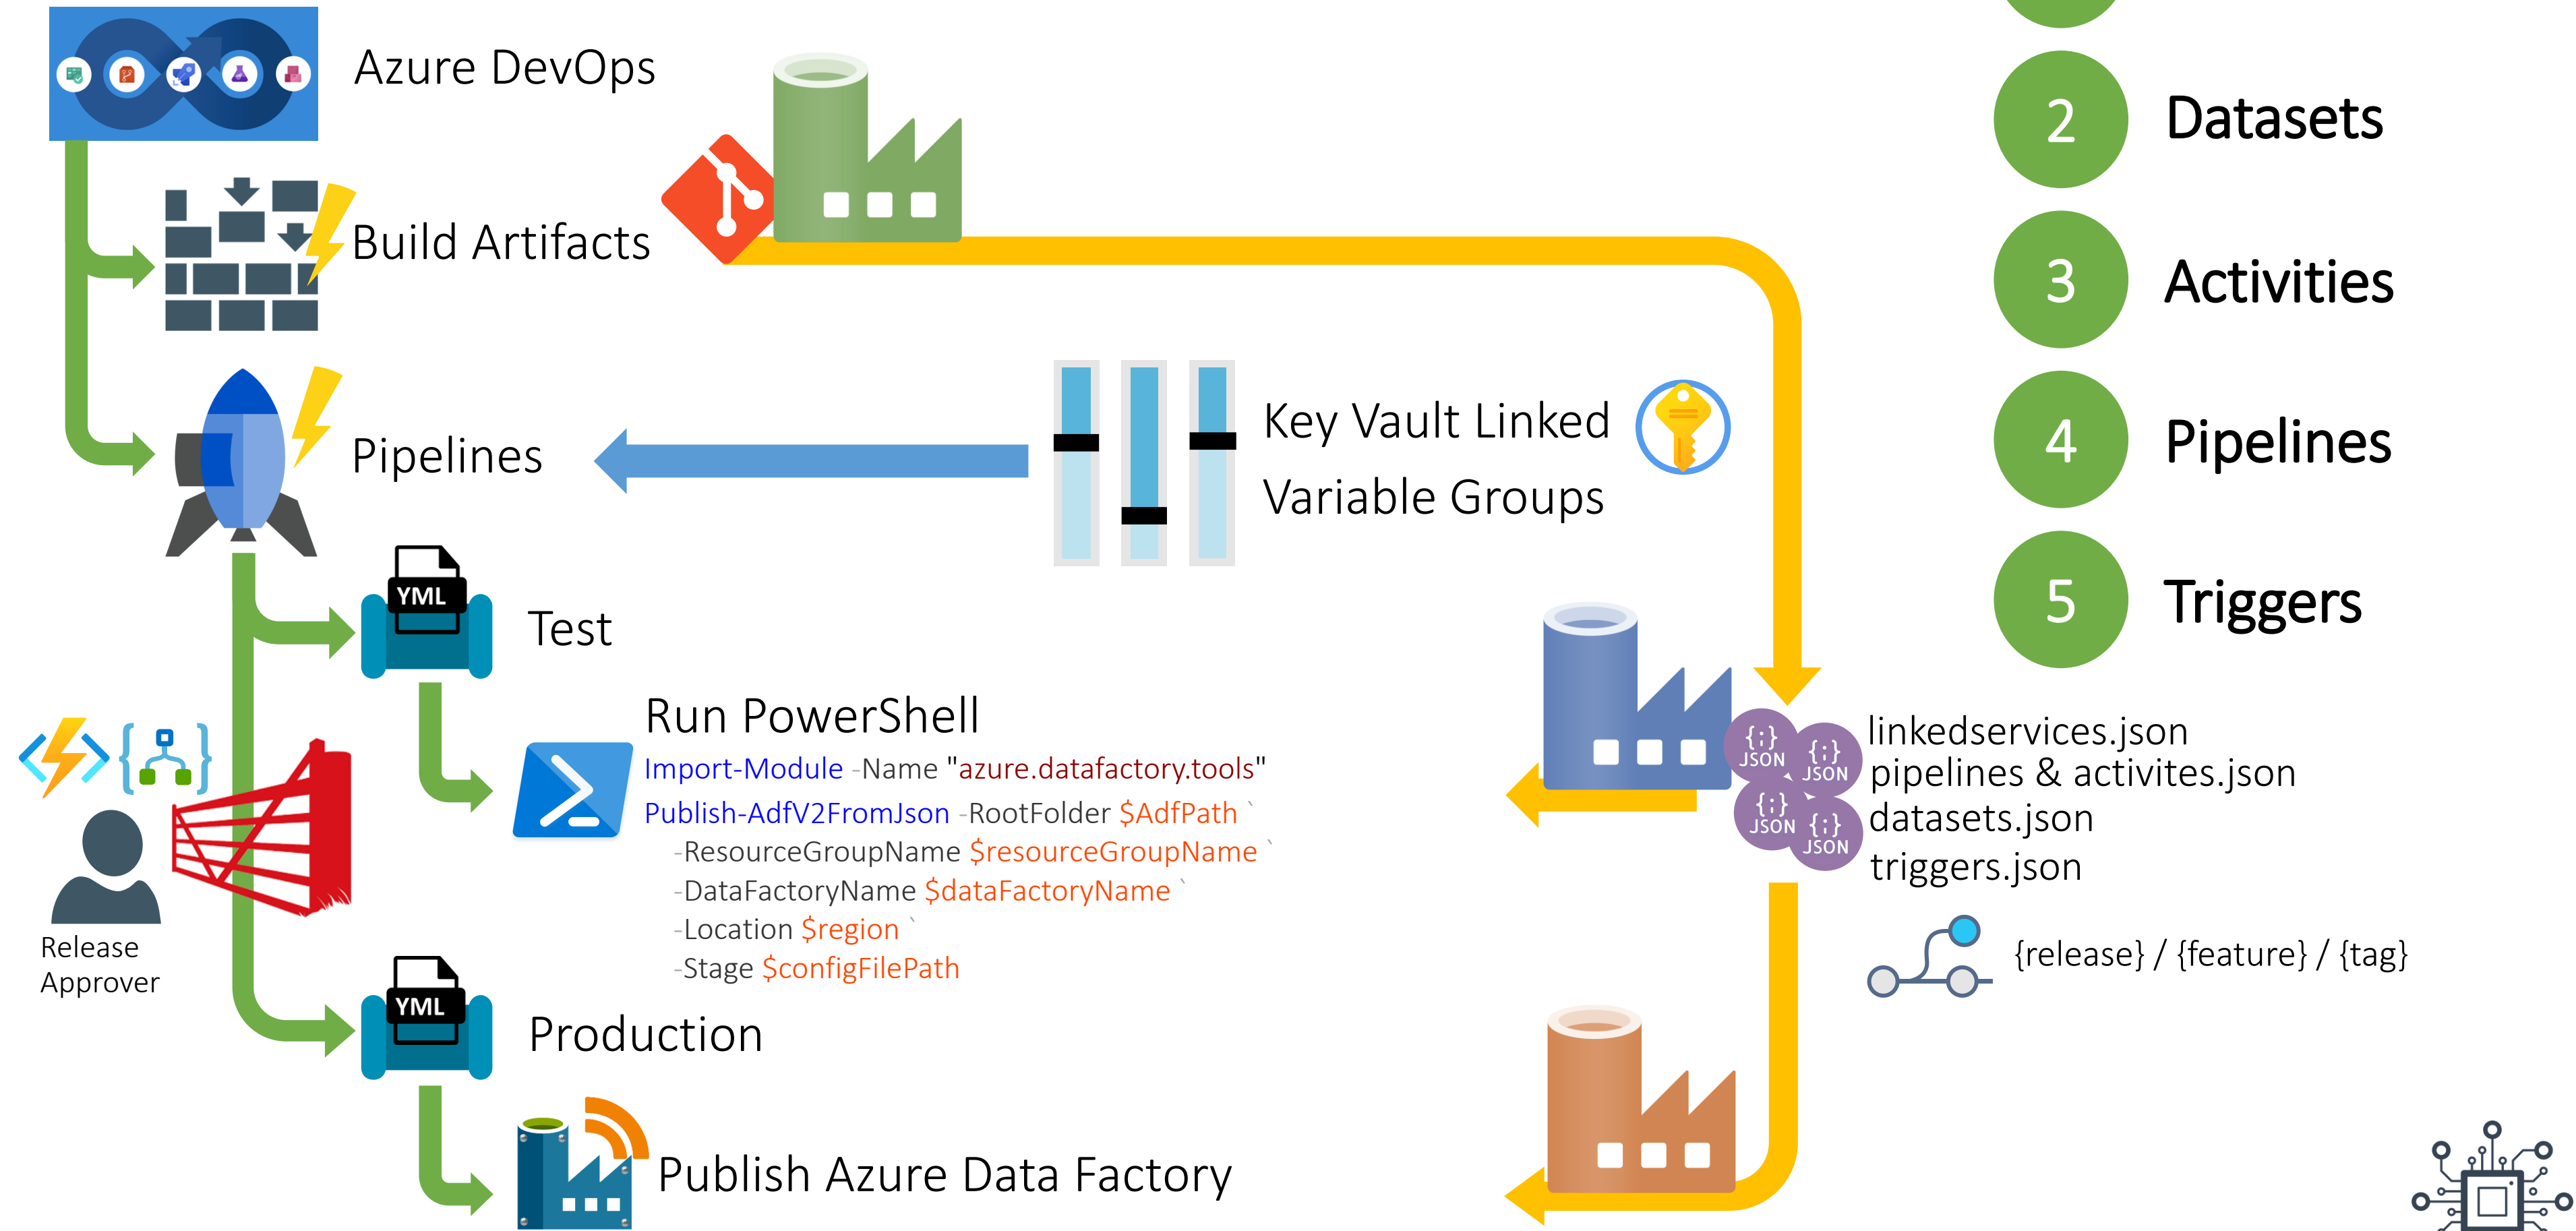 Azure DevOps
Build Artifacts
Pipelines
Key Vault Linked
Variable Groups
YML
Test
Run PowerShell
Import-Module -Name "azure.datafactory.tools"
Publish-AdfV2FromJson -RootFolder $AdfPath `
-ResourceGroupName $resourceGroupName `
-DataFactoryName $dataFactoryName `
-Location $region `
-Stage $configFilePath
Release
Approver
YML
Production
Publish Azure Data Factory
2 Datasets
3 Activities
4 Pipelines
5 Triggers
{;}
JSON
{;}
JSON
{;}
JSON
{;}
JSON
linkedservices.json
pipelines & activites.json
datasets.json
triggers.json
{release} / {feature} / {tag}